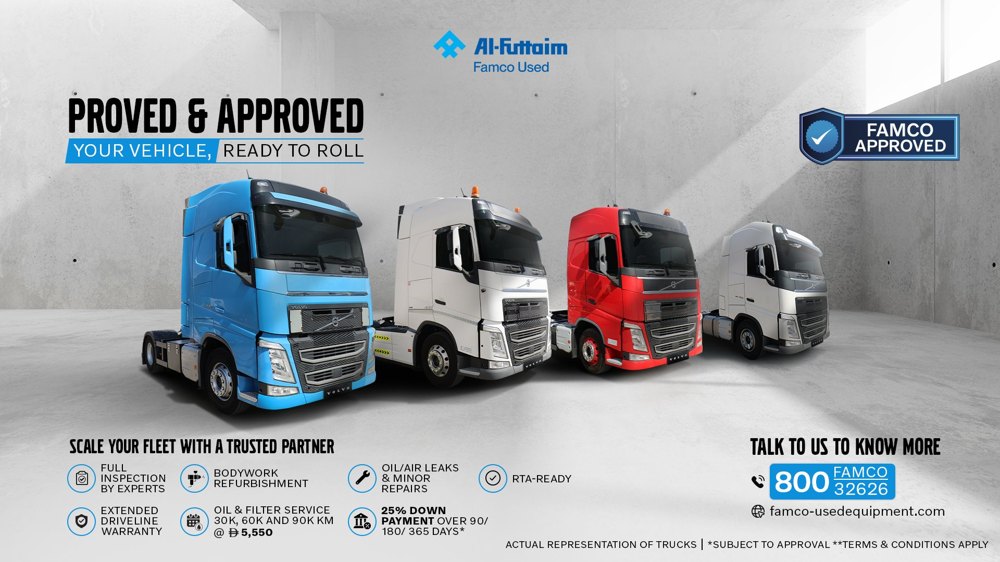 Al-Futtaim
Famco Used
PROVED & APPROVED
YOUR VEHICLE, READY TO ROLL
FAMCO
APPROVED
VOLVO
VOLVO
VOLVO
420
VOLVO
VOLVO
VOLVO
SCALE YOUR FLEET WITH A TRUSTED PARTNER
FULL
INSPECTION
BY EXPERTS
BODYWORK
REFURBISHMENT
OIL/AIR LEAKS
& MINOR
REPAIRS
RTA-READY
EXTENDED
DRIVELINE
WARRANTY
OIL & FILTER SERVICE
30K, 60K AND 90K KM
@ 5,550
25% DOWN
PAYMENT OVER 90/
180/ 365 DAYS*
TALK TO US TO KNOW MORE
800 FAMCO
32626
famco-usedequipment.com
ACTUAL REPRESENTATION OF TRUCKS | *SUBJECT TO APPROVAL **TERMS & CONDITIONS APPLY